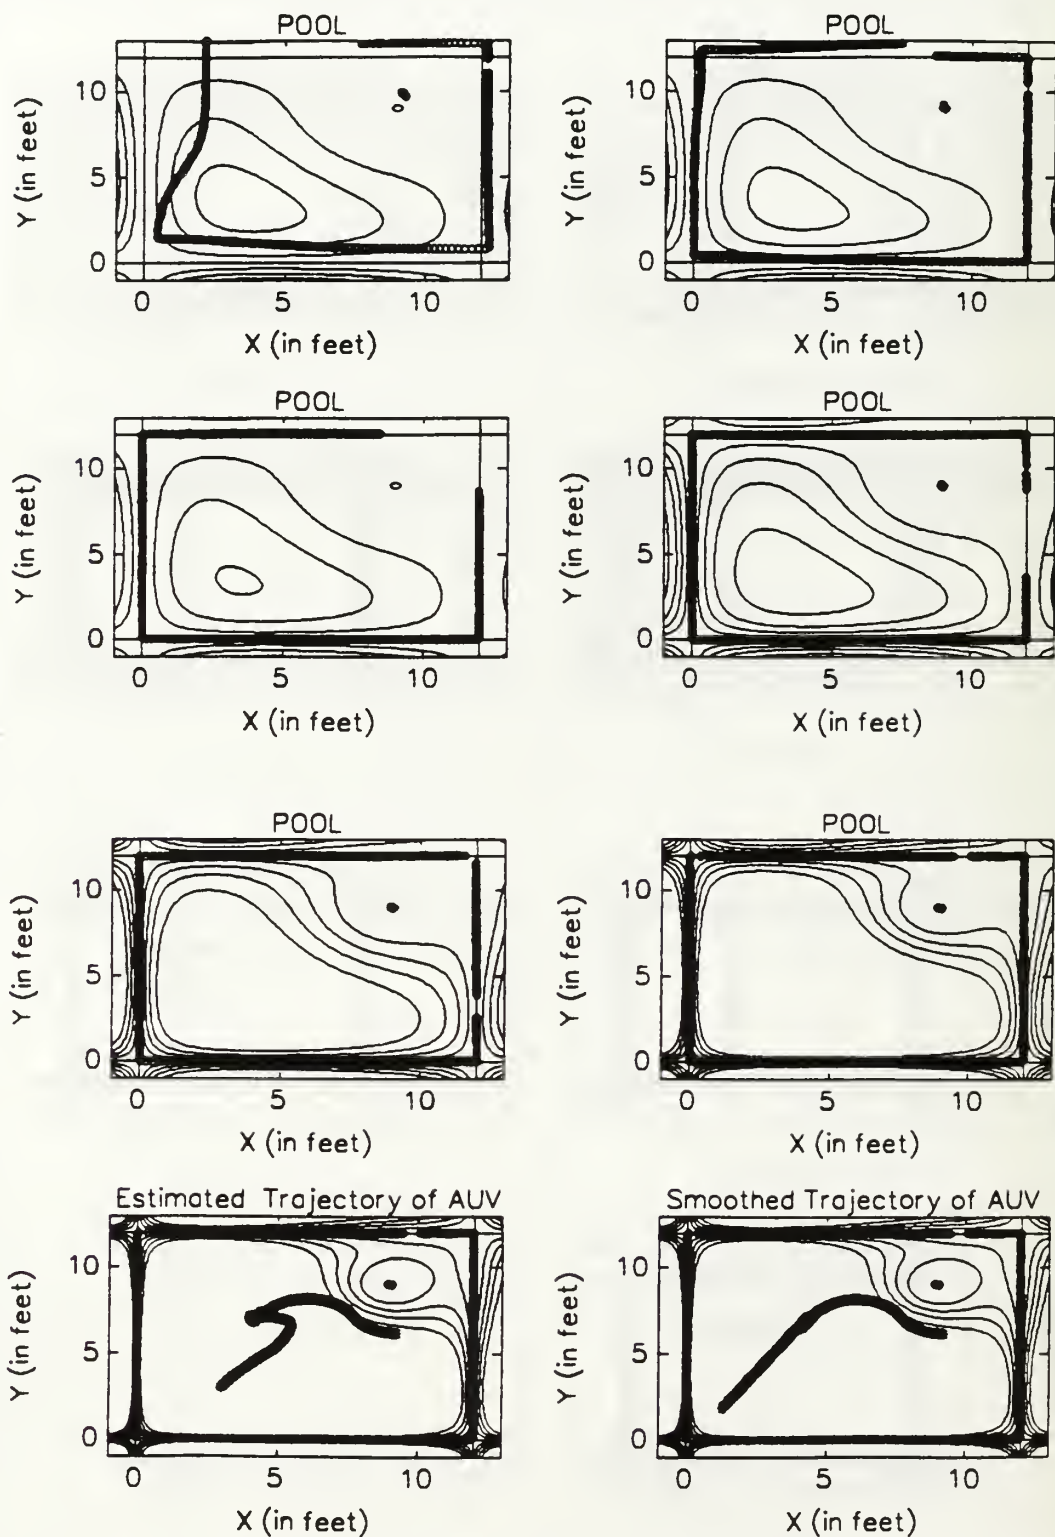 POOL
10
5
0
Y (in feet)
0 5 10
X (in feet)
POOL
10
5
0
Y (in feet)
0 5 10
X (in feet)
POOL
10
5
0
Y (in feet)
0 5 10
X (in feet)
POOL
10
5
0
Y (in feet)
0 5 10
X (in feet)
POOL
10
5
0
Y (in feet)
0 5 10
X (in feet)
POOL
10
5
0
Y (in feet)
0 5 10
X (in feet)
Estimated Trajectory of AUV
10
5
0
Y (in feet)
0 5 10
X (in feet)
Smoothed Trajectory of AUV
10
5
0
Y (in feet)
0 5 10
X (in feet)